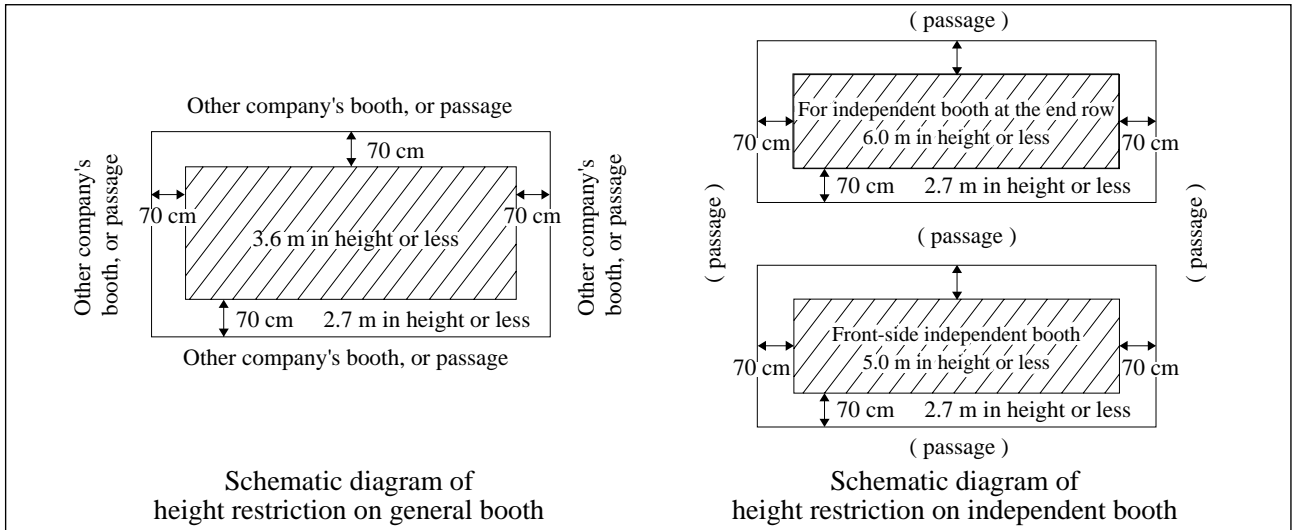 Other company's booth, or passage
70 cm
Other company's
booth, or passage
70 cm
3.6 m in height or less
70 cm
Other company's
booth, or passage
70 cm 2.7 m in height or less
Other company's booth, or passage
Schematic diagram of
height restriction on general booth
( passage )
For independent booth at the end row
6.0 m in height or less
70 cm
70 cm
70 cm 2.7 m in height or less
( passage )
( passage )
( passage )
Front-side independent booth
5.0 m in height or less
70 cm
70 cm
70 cm 2.7 m in height or less
( passage )
Schematic diagram of
height restriction on independent booth